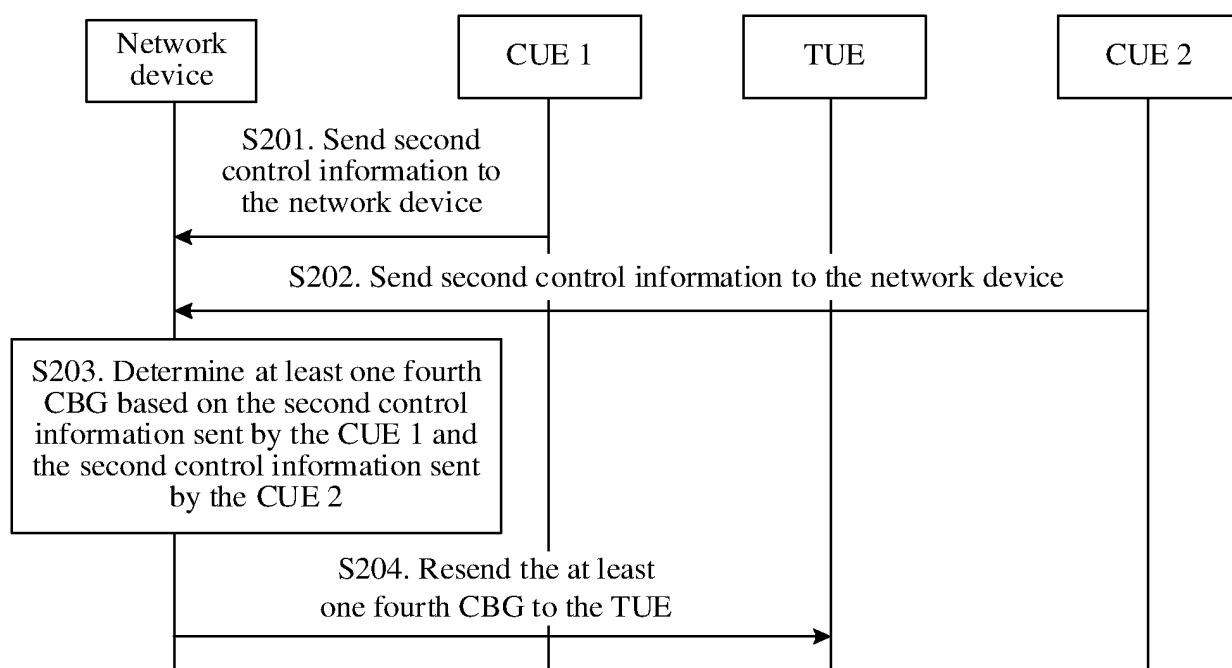 Network
device
CUE 1
TUE
CUE 2
S201. Send second
control information to
the network device
S202. Send second control information to the network device
S203. Determine at least one fourth
CBG based on the second control
information sent by the CUE 1 and
the second control information sent
by the CUE 2
S204. Resend the at least
one fourth CBG to the TUE